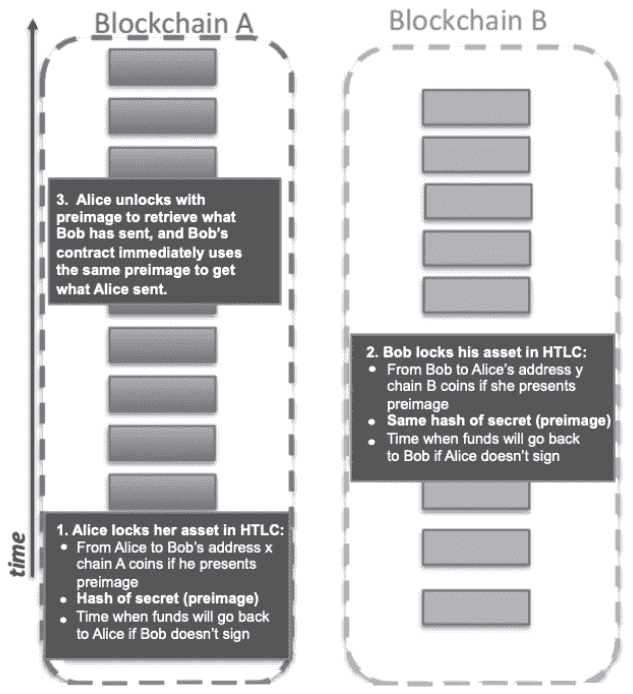 Blockchain A
Blockchain B
3. Alice unlocks with
preimage to retrieve what
Bob has sent, and Bob's
contract immediately uses
the same preimage to get
what Alice sent.
2. Bob locks his asset in HTLC:
• From Bob to Alice's address y
chain B coins if she presents
preimage
• Same hash of secret (preimage)
• Time when funds will go back
to Bob if Alice doesn't sign
1. Alice locks her asset in HTLC:
• From Alice to Bob's address x
chain A coins if he presents
preimage
• Hash of secret (preimage)
• Time when funds will go back
to Alice if Bob doesn't sign
time